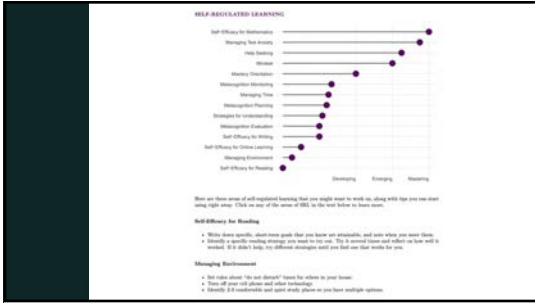 SELF-REGULATED LEARNING
Self-Efficacy for Mathematics
Managing Test Anxiety
Help Seeking
Mindset
Mastery Orientation
Metacognition Monitoring
Managing Time
Metacognition Planning
Strategies for Understanding
Metacognition Evaluation
Self-Efficacy for Writing
Self-Efficacy for Online Learning
Managing Environment
Self-Efficacy for Reading
Developing Emerging Mastering
Here are three areas of self-regulated learning that you might want to work on, along with tips you can start
using right away. Click on any of the areas of SRL in the text below to learn more.
Self-Efficacy for Reading
• Write down specific, short-term goals that you know are attainable, and note when you meet them.
• Identify a specific reading strategy you want to try out. Try it several times and reflect on how well it
worked. If it didn't help, try different strategies until you find one that works for you.
Managing Environment
• Set rules about "do not disturb" times for others in your house.
• Turn off your cell phone and other technology.
• Identify 2-3 comfortable and quiet study places so you have multiple options.